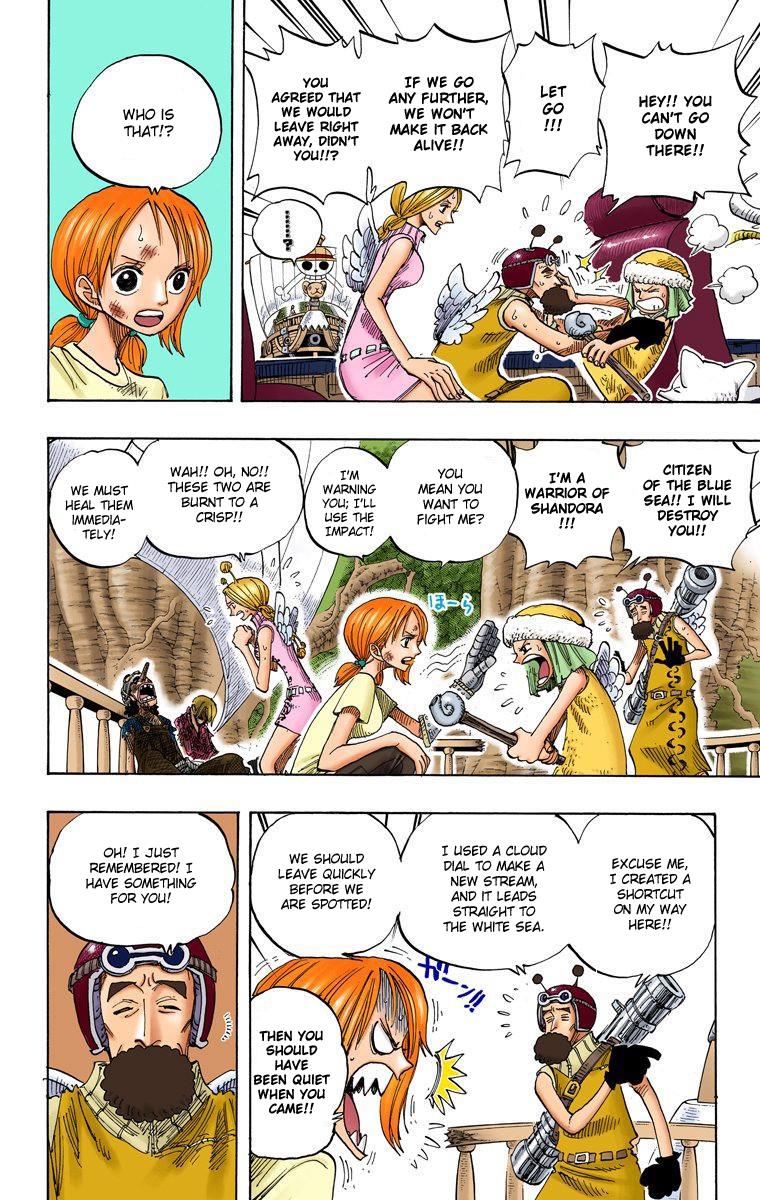 HEY!! YOU
CAN'T GO
DOWN
THERE!!
LET
GO
!!!
IF WE GO
ANY FURTHER,
WE WON'T
MAKE IT BACK
ALIVE!!
YOU
AGREED THAT
WE WOULD
LEAVE RIGHT
AWAY, DIDN'T
YOU!!?
.......?
WHO IS
THAT!?
CITIZEN
OF THE BLUE
SEA!! I WILL
DESTROY
YOU!!
I'M A
WARRIOR OF
SHANDORA
!!!
YOU
MEAN YOU
WANT TO
FIGHT ME?
ほーら
I'M
WARNING
YOU; I'LL
USE THE
IMPACT!
WAH!! OH, NO!!
THESE TWO ARE
BURNT TO A
CRISP!!
WE MUST
HEAL THEM
IMMEDIA-
TELY!
EXCUSE ME,
I CREATED A
SHORTCUT
ON MY WAY
HERE!!
I USED A CLOUD
DIAL TO MAKE A
NEW STREAM,
AND IT LEADS
STRAIGHT TO
THE WHITE SEA.
WE SHOULD
LEAVE QUICKLY
BEFORE WE
ARE SPOTTED!
ガーン!!
THEN YOU
SHOULD
HAVE
BEEN QUIET
WHEN YOU
CAME!!
OH! I JUST
REMEMBERED! I
HAVE SOMETHING
FOR YOU!